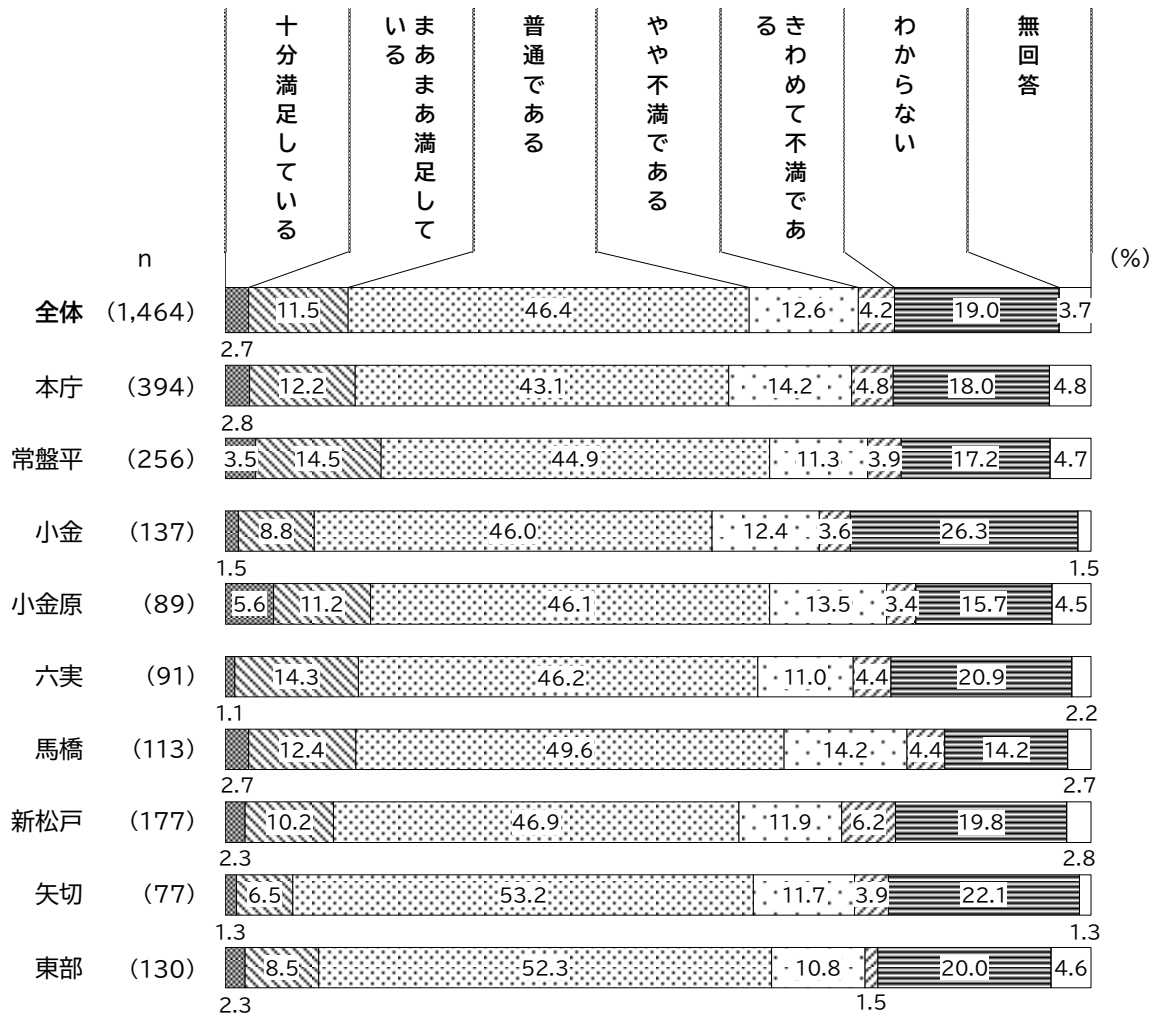 十分満足している
まあまあ満足して
いる
普通である
やや不満である
きわめて不満であ
る
わからない
無回答
n
(%)
全体 (1,464) 11.5 46.4 12.6 4.2 19.0 3.7
2.7
本庁 (394) 12.2 43.1 14.2 4.8 18.0 4.8
2.8
常盤平 (256) 3.5 14.5 44.9 11.3 3.9 17.2 4.7
小金 (137) 8.8 46.0 12.4 3.6 26.3
1.5 1.5
小金原 (89) 5.6 11.2 46.1 13.5 3.4 15.7 4.5
六実 (91) 14.3 46.2 11.0 4.4 20.9
1.1 2.2
馬橋 (113) 12.4 49.6 14.2 4.4 14.2
2.7 2.7
新松戸 (177) 10.2 46.9 11.9 6.2 19.8
2.3 2.8
矢切 (77) 6.5 53.2 11.7 3.9 22.1
1.3 1.3
東部 (130) 8.5 52.3 10.8 20.0 4.6
2.3 1.5